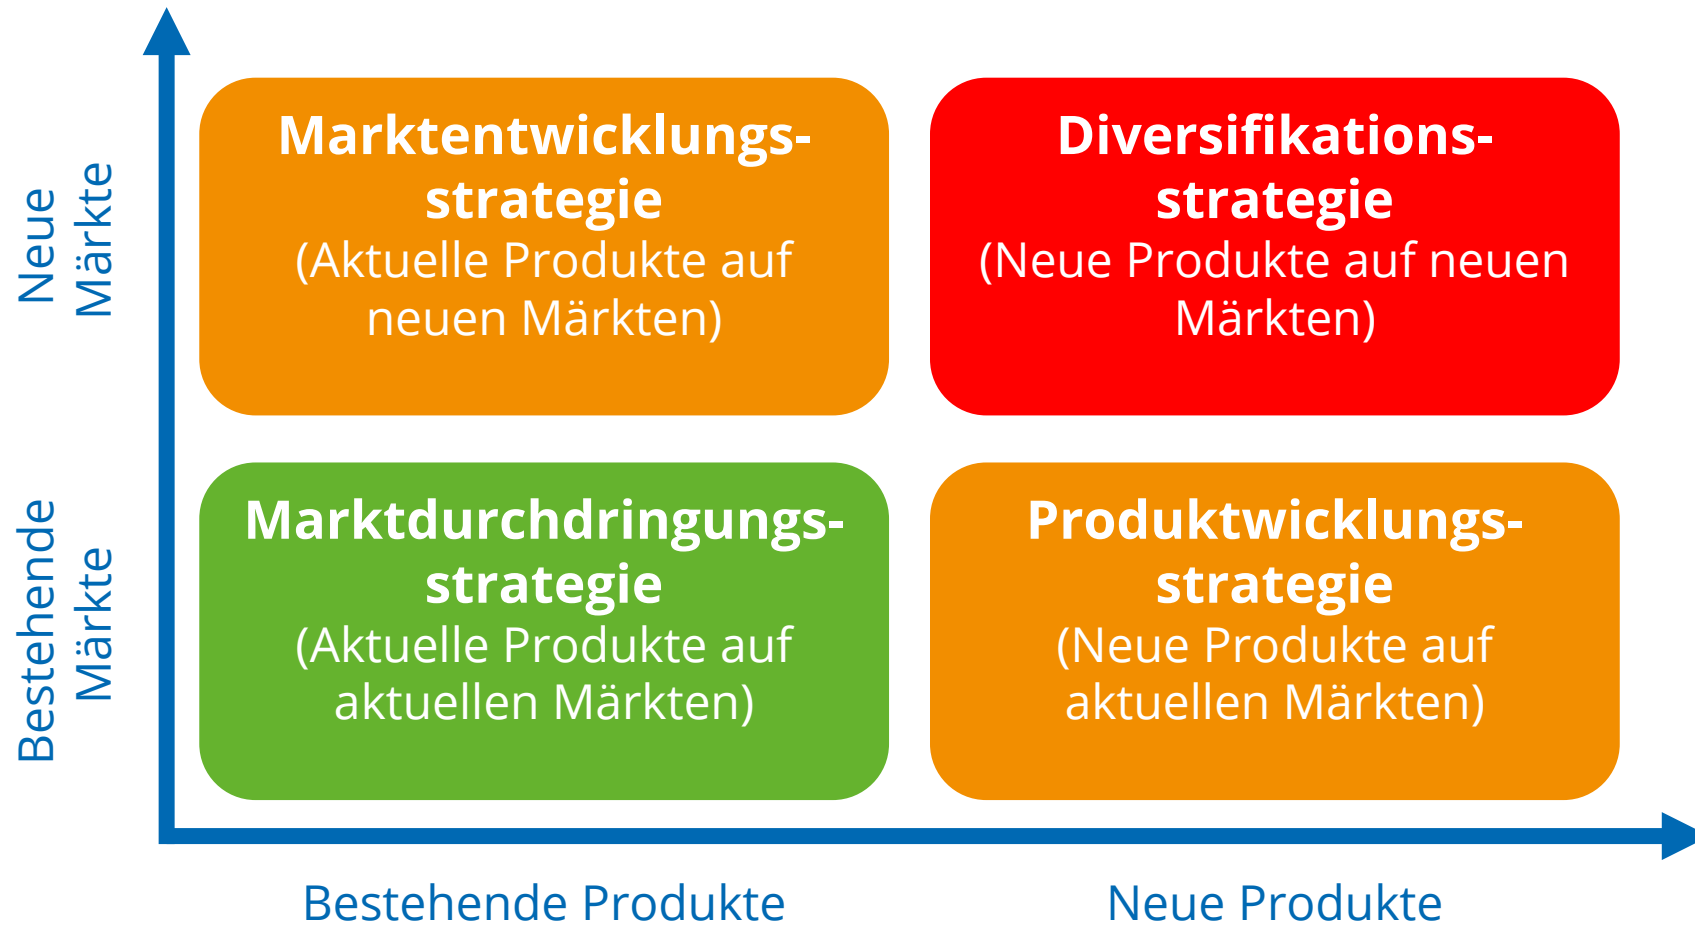 Neue
Märkte
Marktentwicklungs-
strategie
(Aktuelle Produkte auf
neuen Märkten)
Diversifikations-
strategie
(Neue Produkte auf neuen
Märkten)
Bestehende
Märkte
Marktdurchdringungs-
strategie
(Aktuelle Produkte auf
aktuellen Märkten)
Produktwicklungs-
strategie
(Neue Produkte auf
aktuellen Märkten)
Bestehende Produkte
Neue Produkte